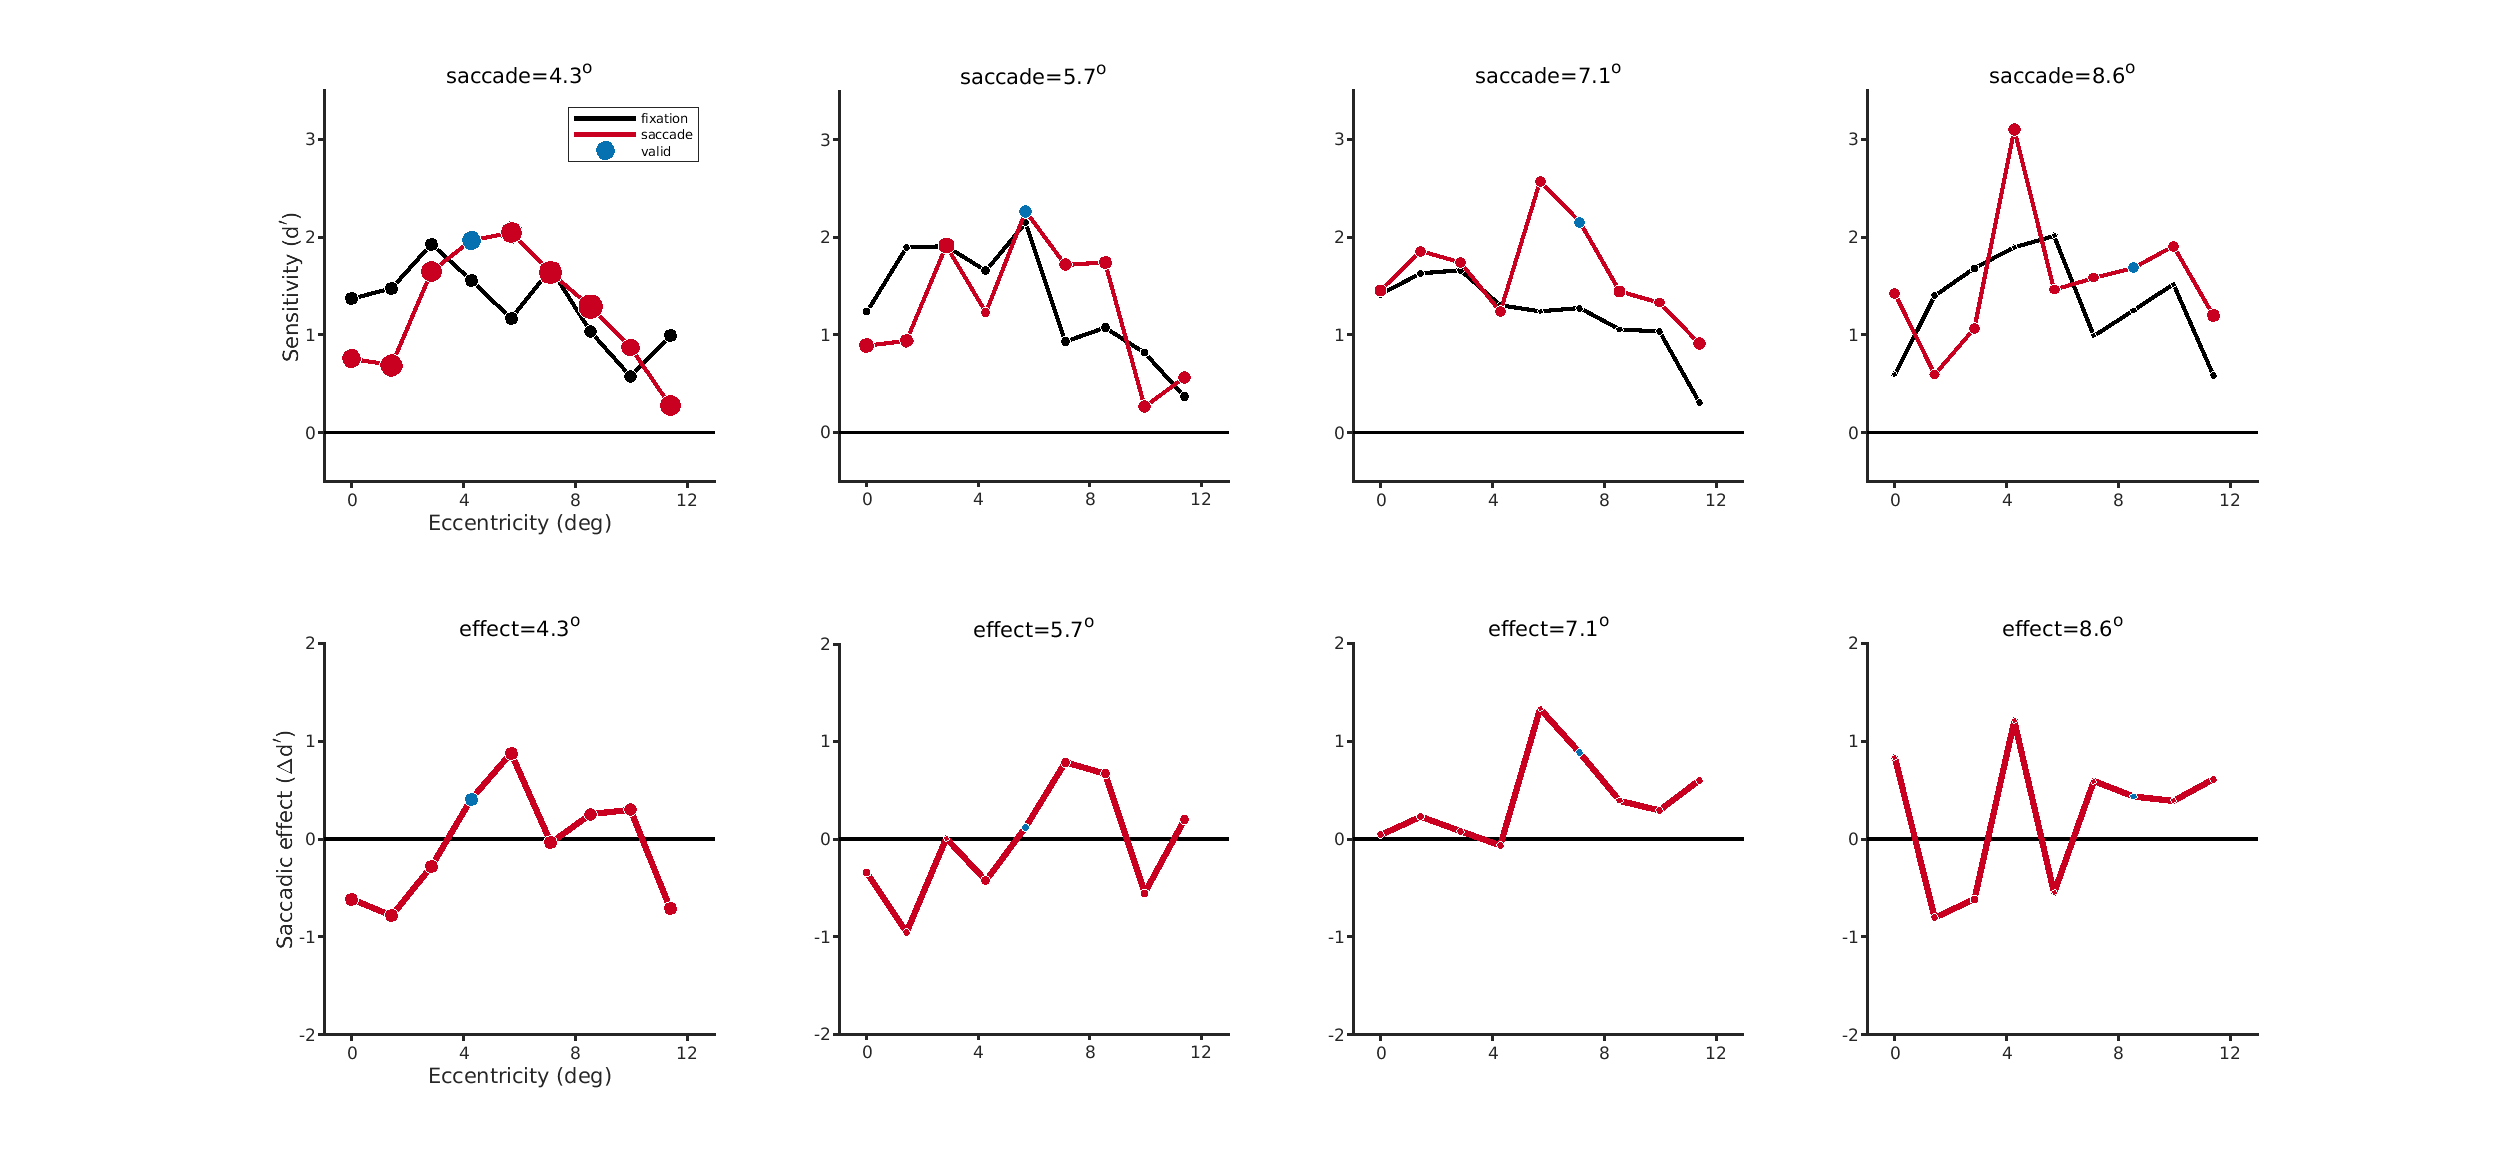 saccade=4.3°
saccade=5.7°
saccade=7.1°
saccade=8.6°
fixation
saccade
valid
Sensitivity (d′)
3
2
1
0
0 4 8 12
Eccentricity (deg)
3
2
1
0
0 4 8 12
3
2
1
0
0 4 8 12
3
2
1
0
0 4 8 12
effect=4.3°
effect=5.7°
effect=7.1°
effect=8.6°
Saccadic effect (△d′)
2
1
0
-1
-2
0 4 8 12
Eccentricity (deg)
2
1
0
-1
-2
0 4 8 12
2
1
0
-1
-2
0 4 8 12
2
1
0
-1
-2
0 4 8 12